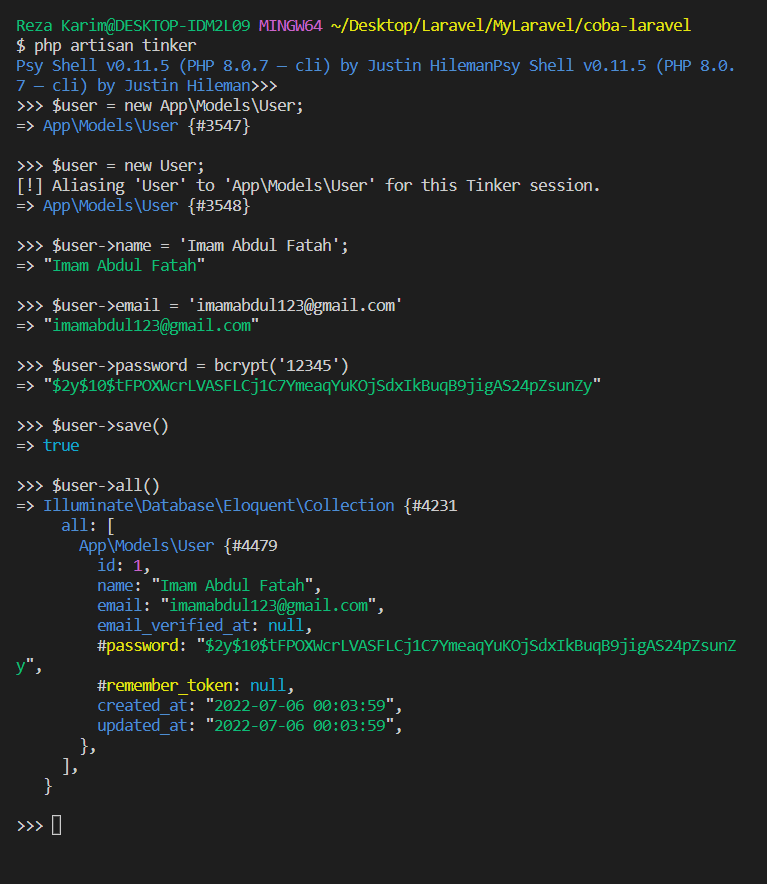 Reza Karim@DESKTOP-IDM2L09 MINGW64 ~/Desktop/Laravel/MyLaravel/coba-laravel
$ php artisan tinker
Psy Shell v0.11.5 (PHP 8.0.7 — cli) by Justin HilemanPsy Shell v0.11.5 (PHP 8.0.
7 — cli) by Justin Hileman>>>
>>> $user = new App\Models\User;
=> App\Models\User {#3547}
>>> $user = new User;
[!] Aliasing 'User' to 'App\Models\User' for this Tinker session.
=> App\Models\User {#3548}
>>> $user->name = 'Imam Abdul Fatah';
=> "Imam Abdul Fatah"
>>> $user->email = 'imamabdul123@gmail.com'
=> "imamabdul123@gmail.com"
>>> $user->password = bcrypt('12345')
=> "$2y$10$tFPOXWcrLVASFLCj1C7YmeaqYuKOjSdxIkBuqB9jigAS24pZsunZy"
>>> $user->save()
=> true
>>> $user->all()
=> Illuminate\Database\Eloquent\Collection {#4231
all: [
App\Models\User {#4479
id: 1,
name: "Imam Abdul Fatah",
email: "imamabdul123@gmail.com",
email_verified_at: null,
#password: "$2y$10$tFPOXWcrLVASFLCj1C7YmeaqYuKOjSdxIkBuqB9jigAS24pZsunZ
y",
#remember_token: null,
created_at: "2022-07-06 00:03:59",
updated_at: "2022-07-06 00:03:59",
},
],
}
>>>